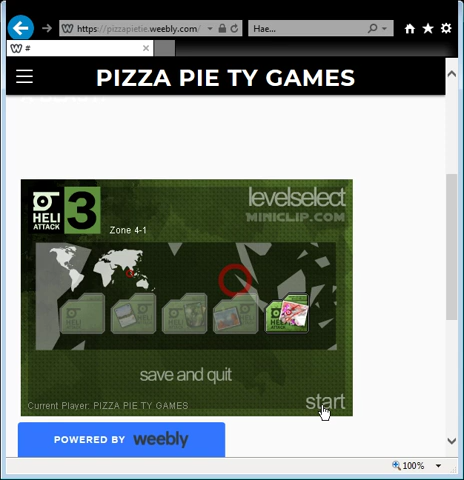 https://pizzapietie.weebly.com/
Hae...
#
PIZZA PIE TY GAMES
HELI
ATTACK
3
Zone 4-1
levelselect
MINICLIP.COM
save and quit
Current Player: PIZZA PIE TY GAMES
start
POWERED BY weebly
100%